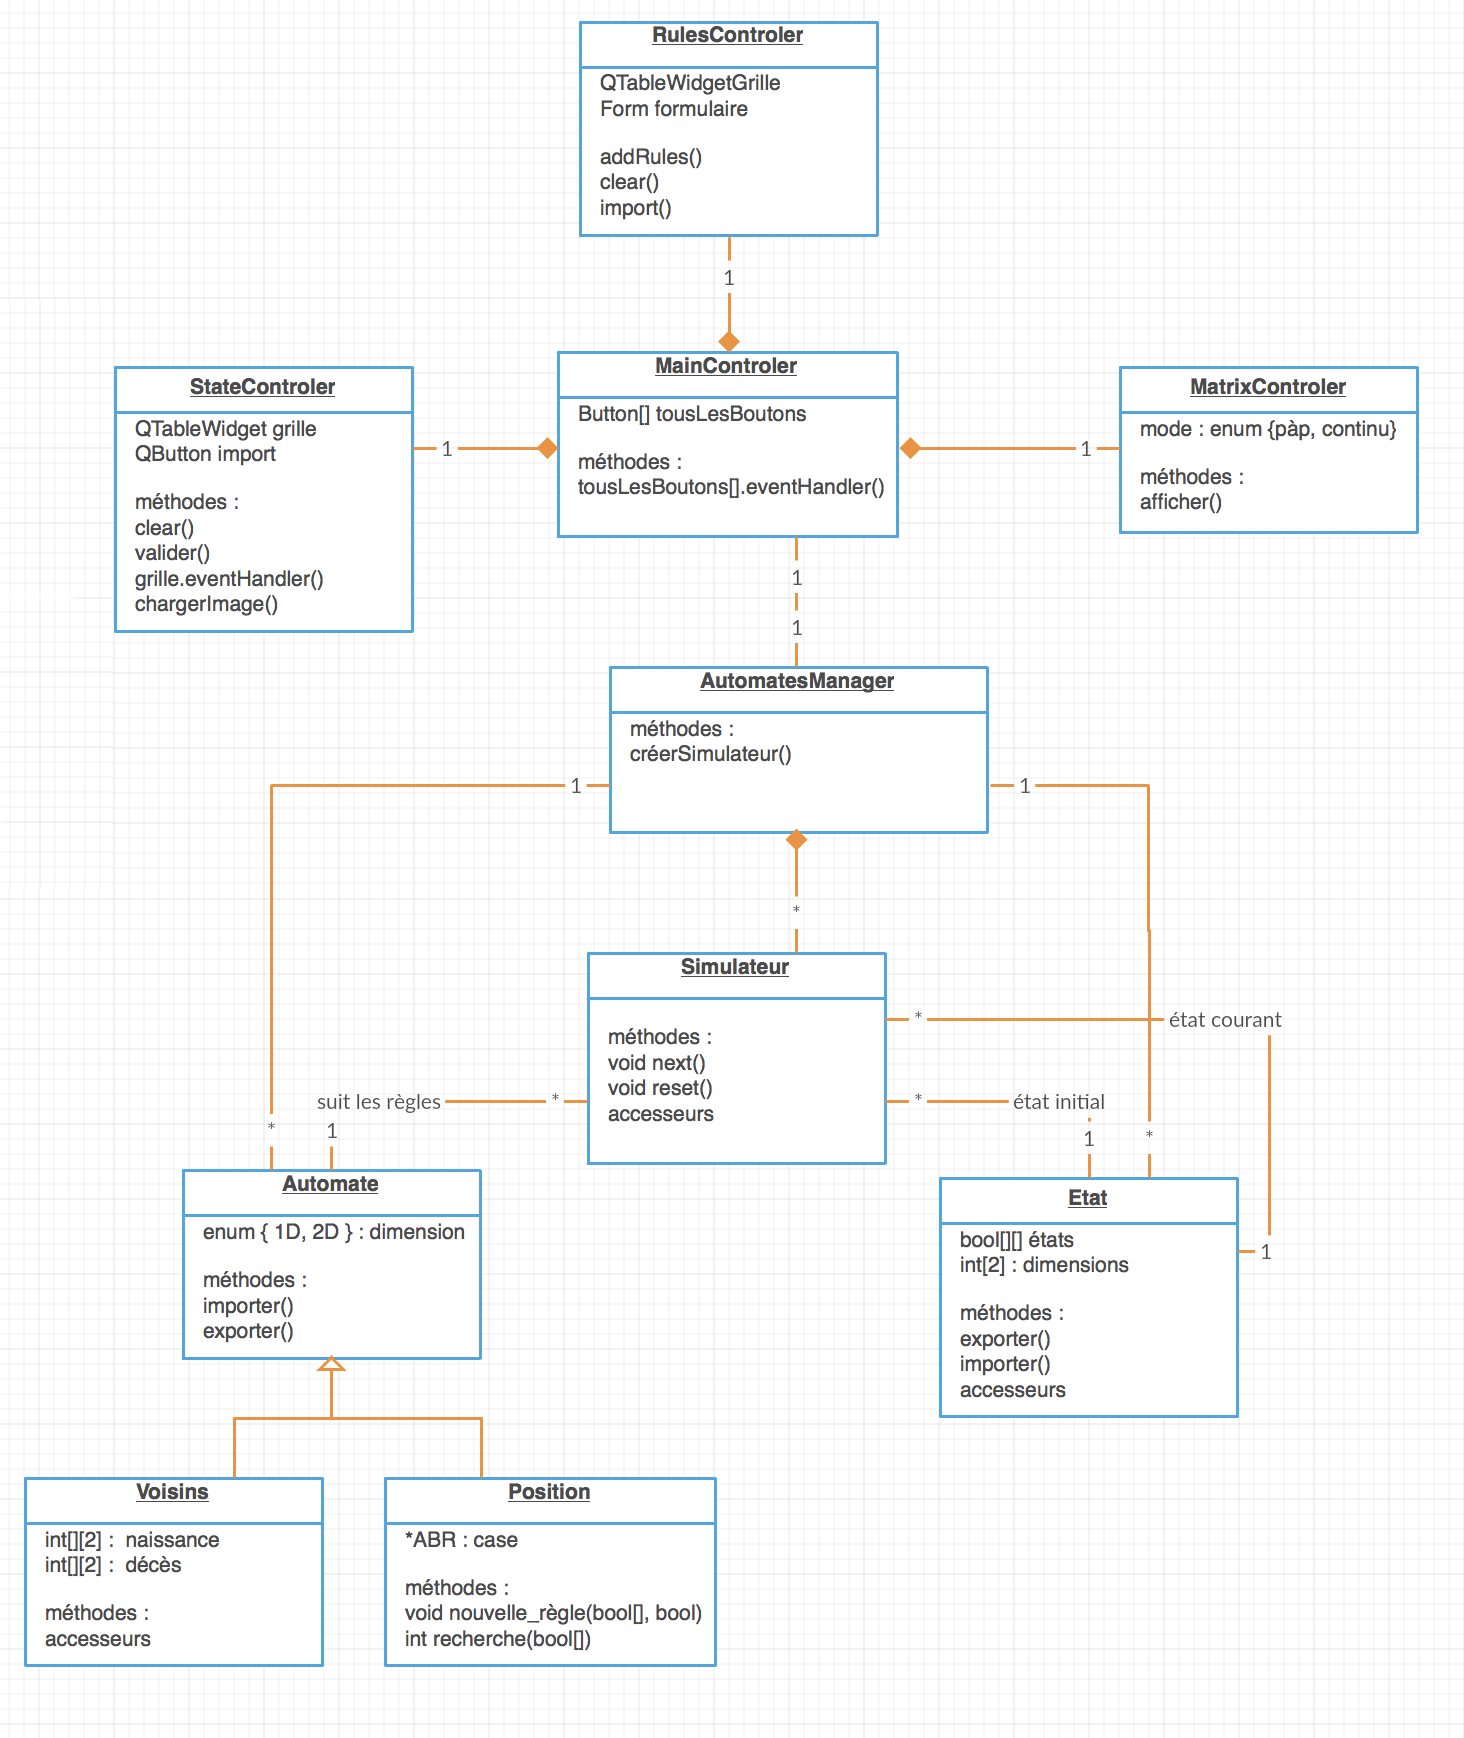 RulesControler
QTableWidgetGrille
Form formulaire
addRules()
clear()
import()
1
StateControler
QTableWidget grille
QButton import
méthodes :
clear()
valider()
grille.eventHandler()
chargerImage()
1
MainControler
Button[] tousLesBoutons
méthodes :
tousLesBoutons[].eventHandler()
1
MatrixControler
mode : enum {pàp, continu}
méthodes :
afficher()
1
1
AutomatesManager
méthodes :
créerSimulateur()
1
1
*
Simulateur
méthodes :
void next()
void reset()
accesseurs
*
état courant
suit les règles
*
*
état initial
*
1
1
*
Automate
enum { 1D, 2D } : dimension
méthodes :
importer()
exporter()
Etat
bool[][] états
int[2] : dimensions
méthodes :
exporter()
importer()
accesseurs
1
Voisins
int[][2] : naissance
int[][2] : décès
méthodes :
accesseurs
Position
*ABR : case
méthodes :
void nouvelle_règle(bool[], bool)
int recherche(bool[])